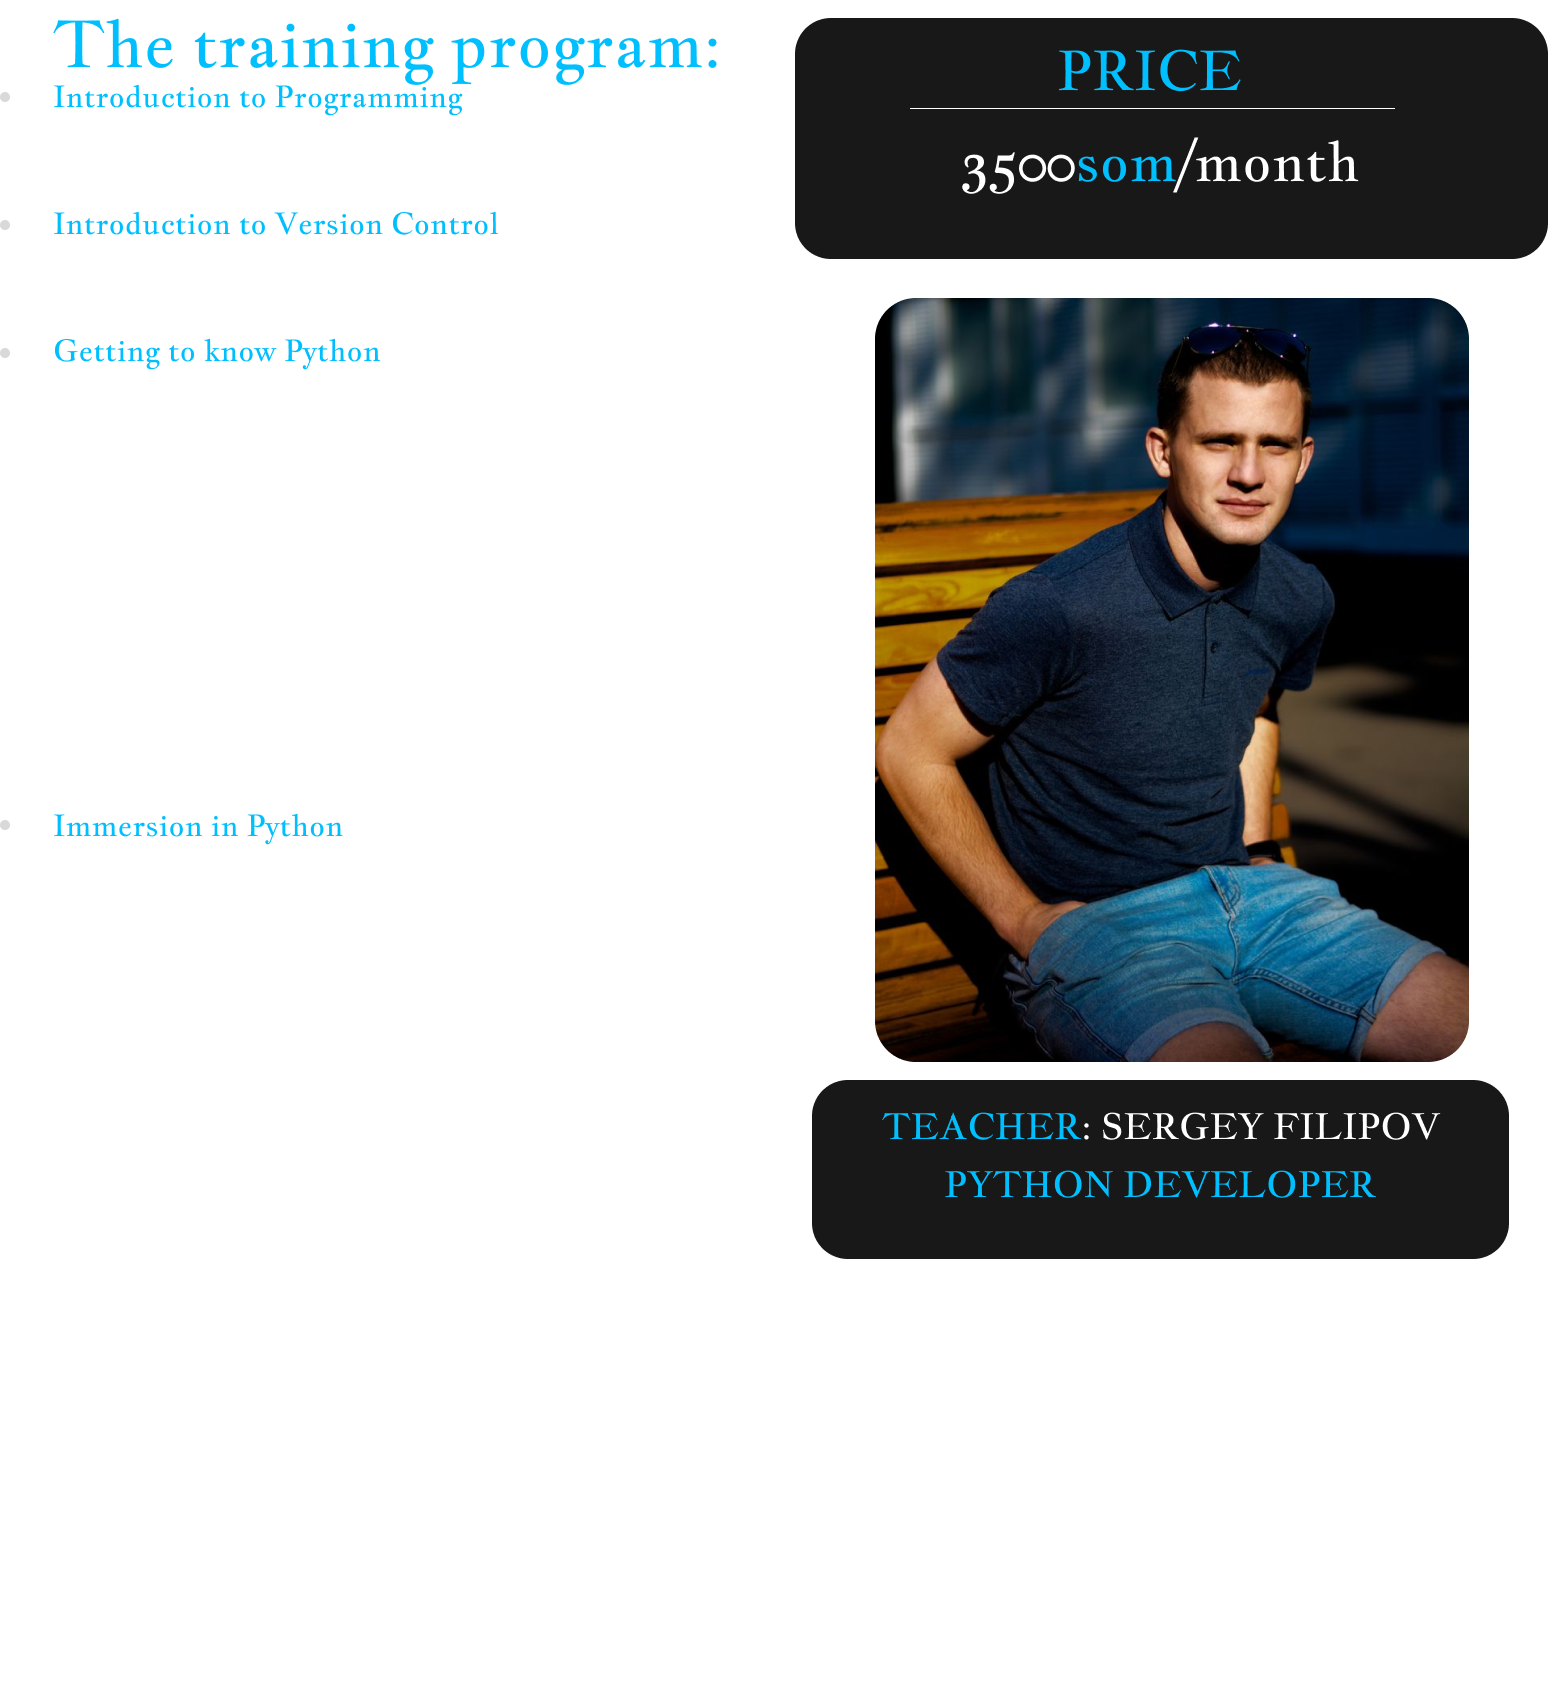 The training program:
Introduction to Programming
Introduction to Version Control
Getting to know Python
Immersion in Python
PRICE
3500som/month
TEACHER: SERGEY FILIPOV
PYTHON DEVELOPER